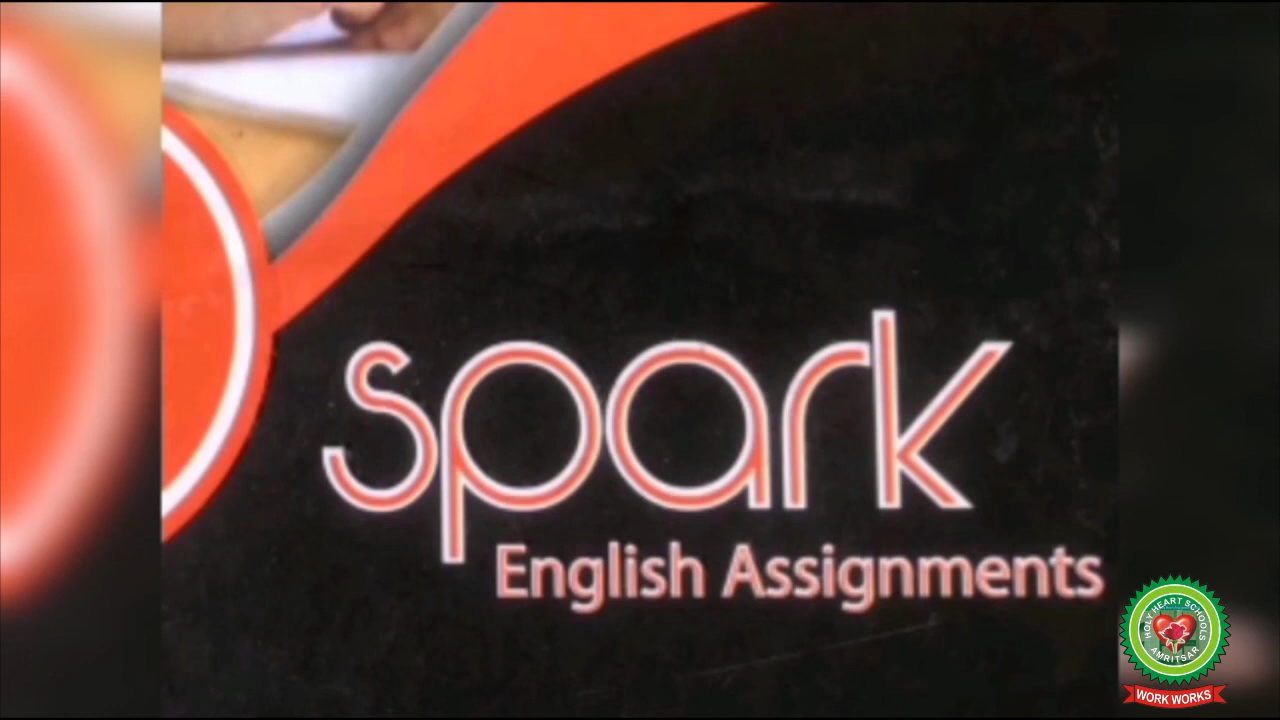 spark
English Assignments
HOLY HEART SCHOOLS
AMRITSAR
WORK WORKS